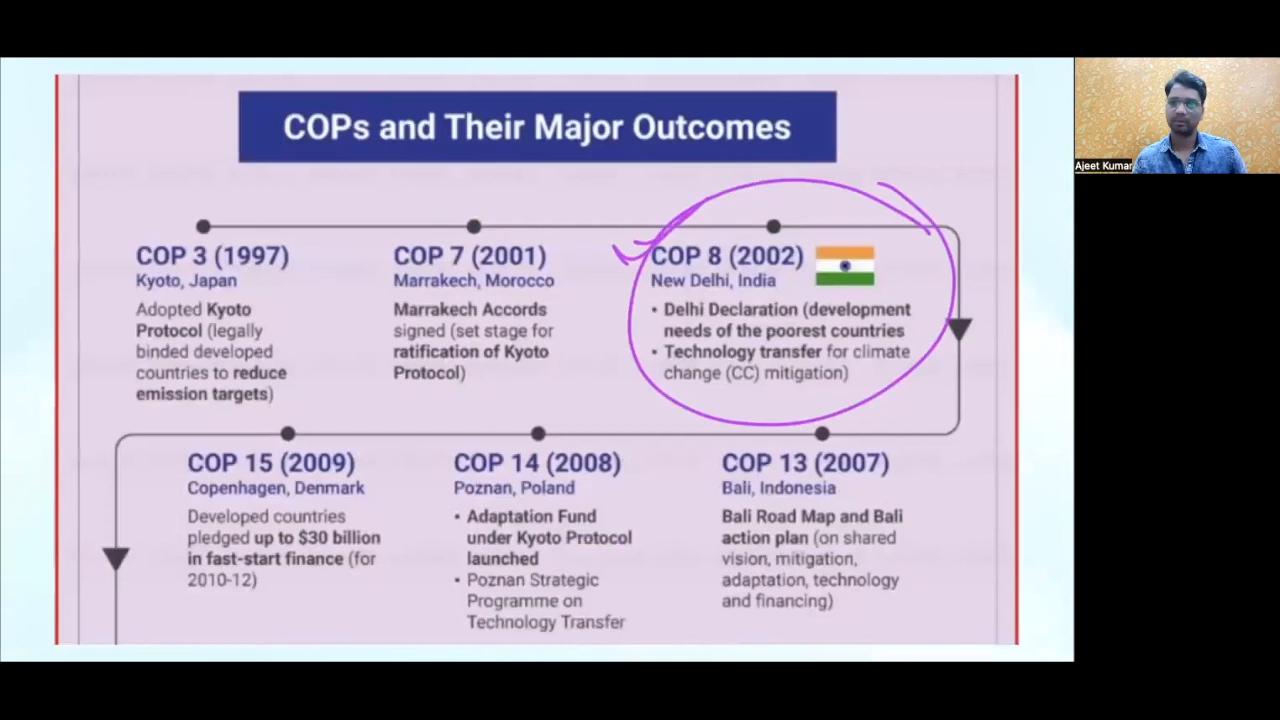 COPs and Their Major Outcomes
COP 3 (1997)
Kyoto, Japan
Adopted Kyoto
Protocol (legally
binded developed
countries to reduce
emission targets)
COP 7 (2001)
Marrakech, Morocco
Marrakech Accords
signed (set stage for
ratification of Kyoto
Protocol)
COP 8 (2002)
New Delhi, India
• Delhi Declaration (development
needs of the poorest countries
• Technology transfer for climate
change (CC) mitigation)
COP 15 (2009)
Copenhagen, Denmark
Developed countries
pledged up to $30 billion
in fast-start finance (for
2010-12)
COP 14 (2008)
Poznan, Poland
• Adaptation Fund
under Kyoto Protocol
launched
• Poznan Strategic
Programme on
Technology Transfer
COP 13 (2007)
Bali, Indonesia
Bali Road Map and Bali
action plan (on shared
vision, mitigation,
adaptation, technology
and financing)
Ajeet Kumar